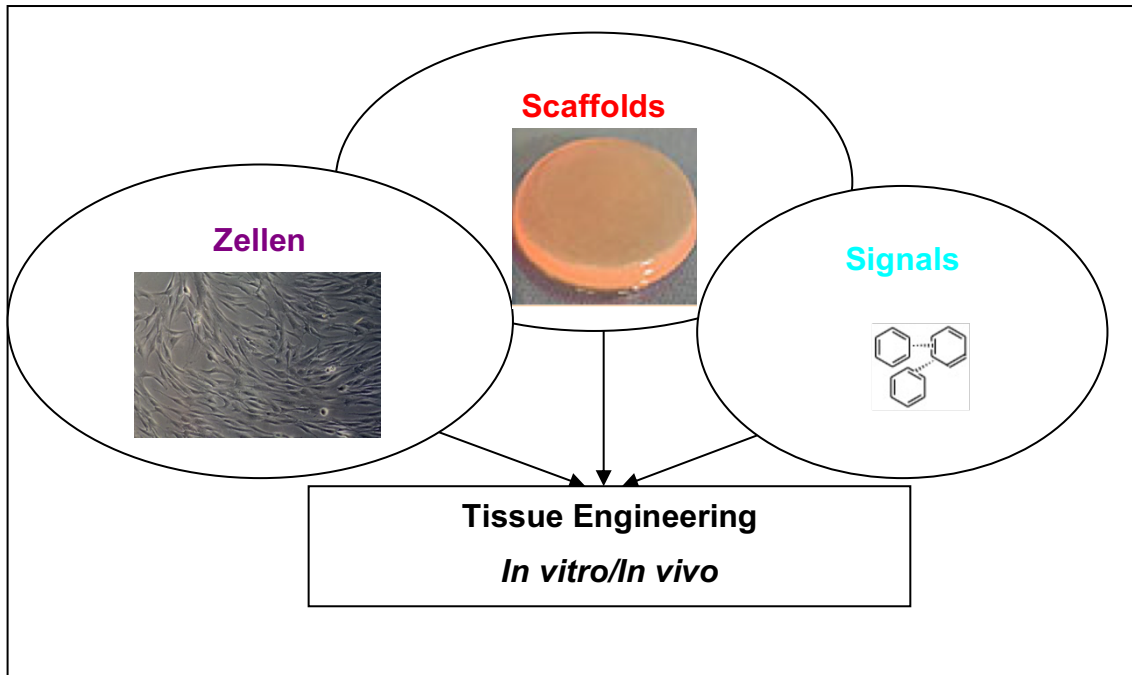 Scaffolds
Zellen
Signals
Tissue Engineering
In vitro/In vivo